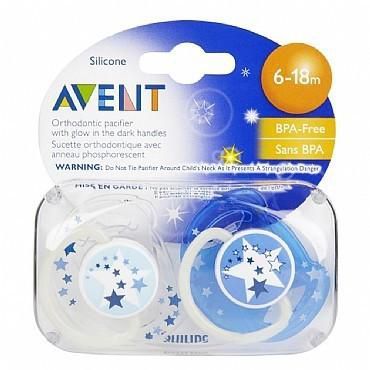 Silicone
AVENT
6-18m
Orthodontic pacifier
with glow in the dark handles
Sucette orthodontique avec
anneau phosphorescent
BPA-Free
Sans BPA
WARNING: Do Not Tie Pacifier Around Child's Neck As It Presents A Strangulation Danger
MISE EN GARDE
PHILIPS